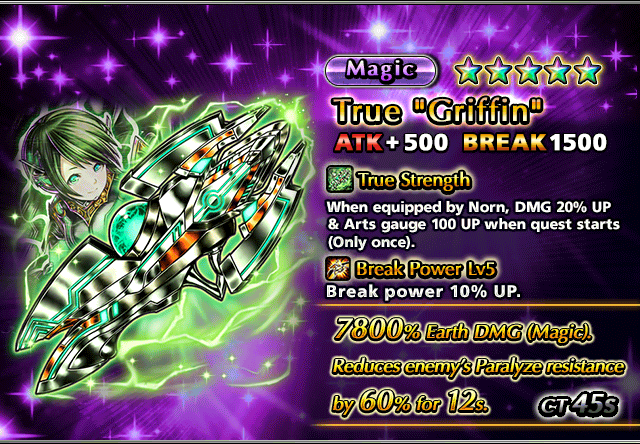 Magic
True "Griffin"
ATK+500 BREAK1500
True Strength
When equipped by Norn, DMG 20% UP
& Arts gauge 100 UP when quest starts
(Only once).
Break Power Lv5
Break power 10% UP.
7800% Earth DMG (Magic).
Reduces enemy's Paralyze resistance
by 60% for 12s. CT 45s